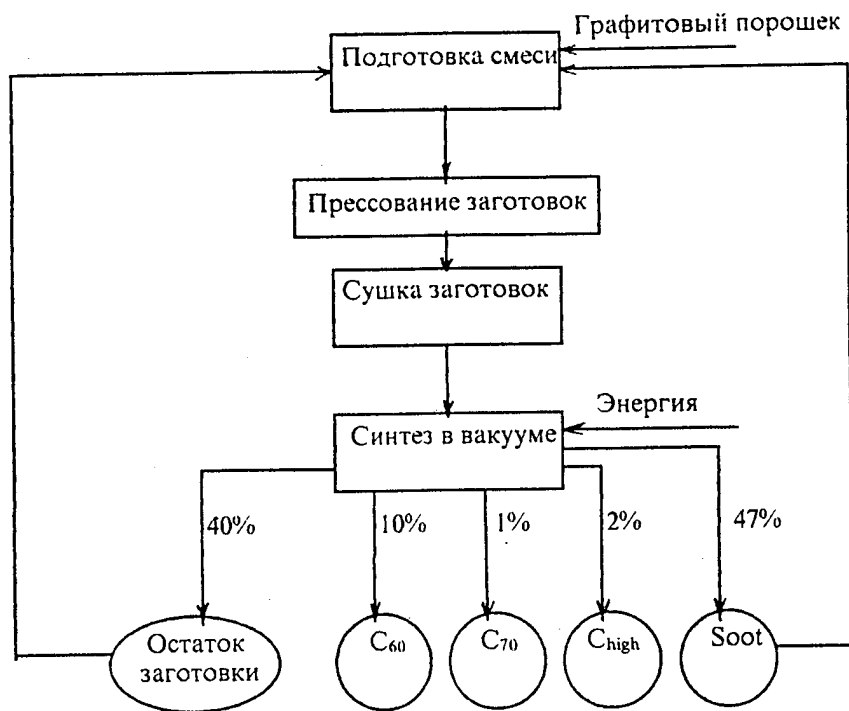 Графитовый порошек
Подготовка смеси
Прессование заготовок
Сушка заготовок
Энергия
Синтез в вакууме
40%
10%
1%
2%
47%
Остаток
заготовки
C₆₀
C₇₀
Chigh
Soot